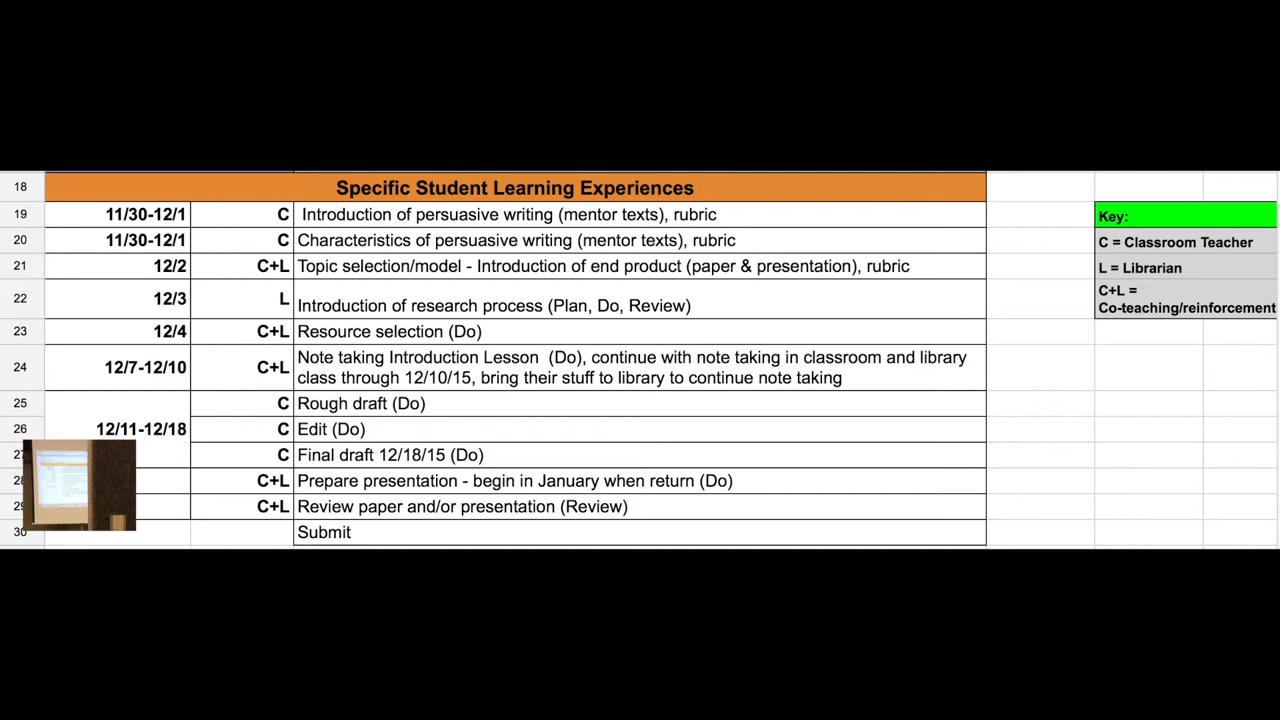 18 Specific Student Learning Experiences
19 11/30-12/1 C Introduction of persuasive writing (mentor texts), rubric
Key:
20 11/30-12/1 C Characteristics of persuasive writing (mentor texts), rubric
C = Classroom Teacher
21 12/2 C+L Topic selection/model - Introduction of end product (paper & presentation), rubric
L = Librarian
22 12/3 L Introduction of research process (Plan, Do, Review)
C+L =
Co-teaching/reinforcement
23 12/4 C+L Resource selection (Do)
24 12/7-12/10 C+L Note taking Introduction Lesson (Do), continue with note taking in classroom and library
class through 12/10/15, bring their stuff to library to continue note taking
25 C Rough draft (Do)
26 12/11-12/18 C Edit (Do)
C Final draft 12/18/15 (Do)
C+L Prepare presentation - begin in January when return (Do)
C+L Review paper and/or presentation (Review)
30 Submit